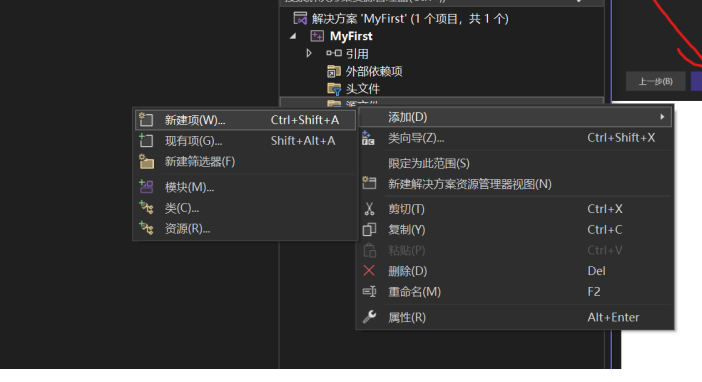 解决方案 'MyFirst' (1 个项目，共 1 个)
MyFirst
引用
外部依赖项
头文件
源文件
上一步(B)
新建项(W)... Ctrl+Shift+A
现有项(G)... Shift+Alt+A
新建筛选器(F)
模块(M)...
类(C)...
资源(R)...
添加(D)
类向导(Z)... Ctrl+Shift+X
限定为此范围(S)
新建解决方案资源管理器视图(N)
剪切(T) Ctrl+X
复制(Y) Ctrl+C
粘贴(P) Ctrl+V
删除(D) Del
重命名(M) F2
属性(R) Alt+Enter